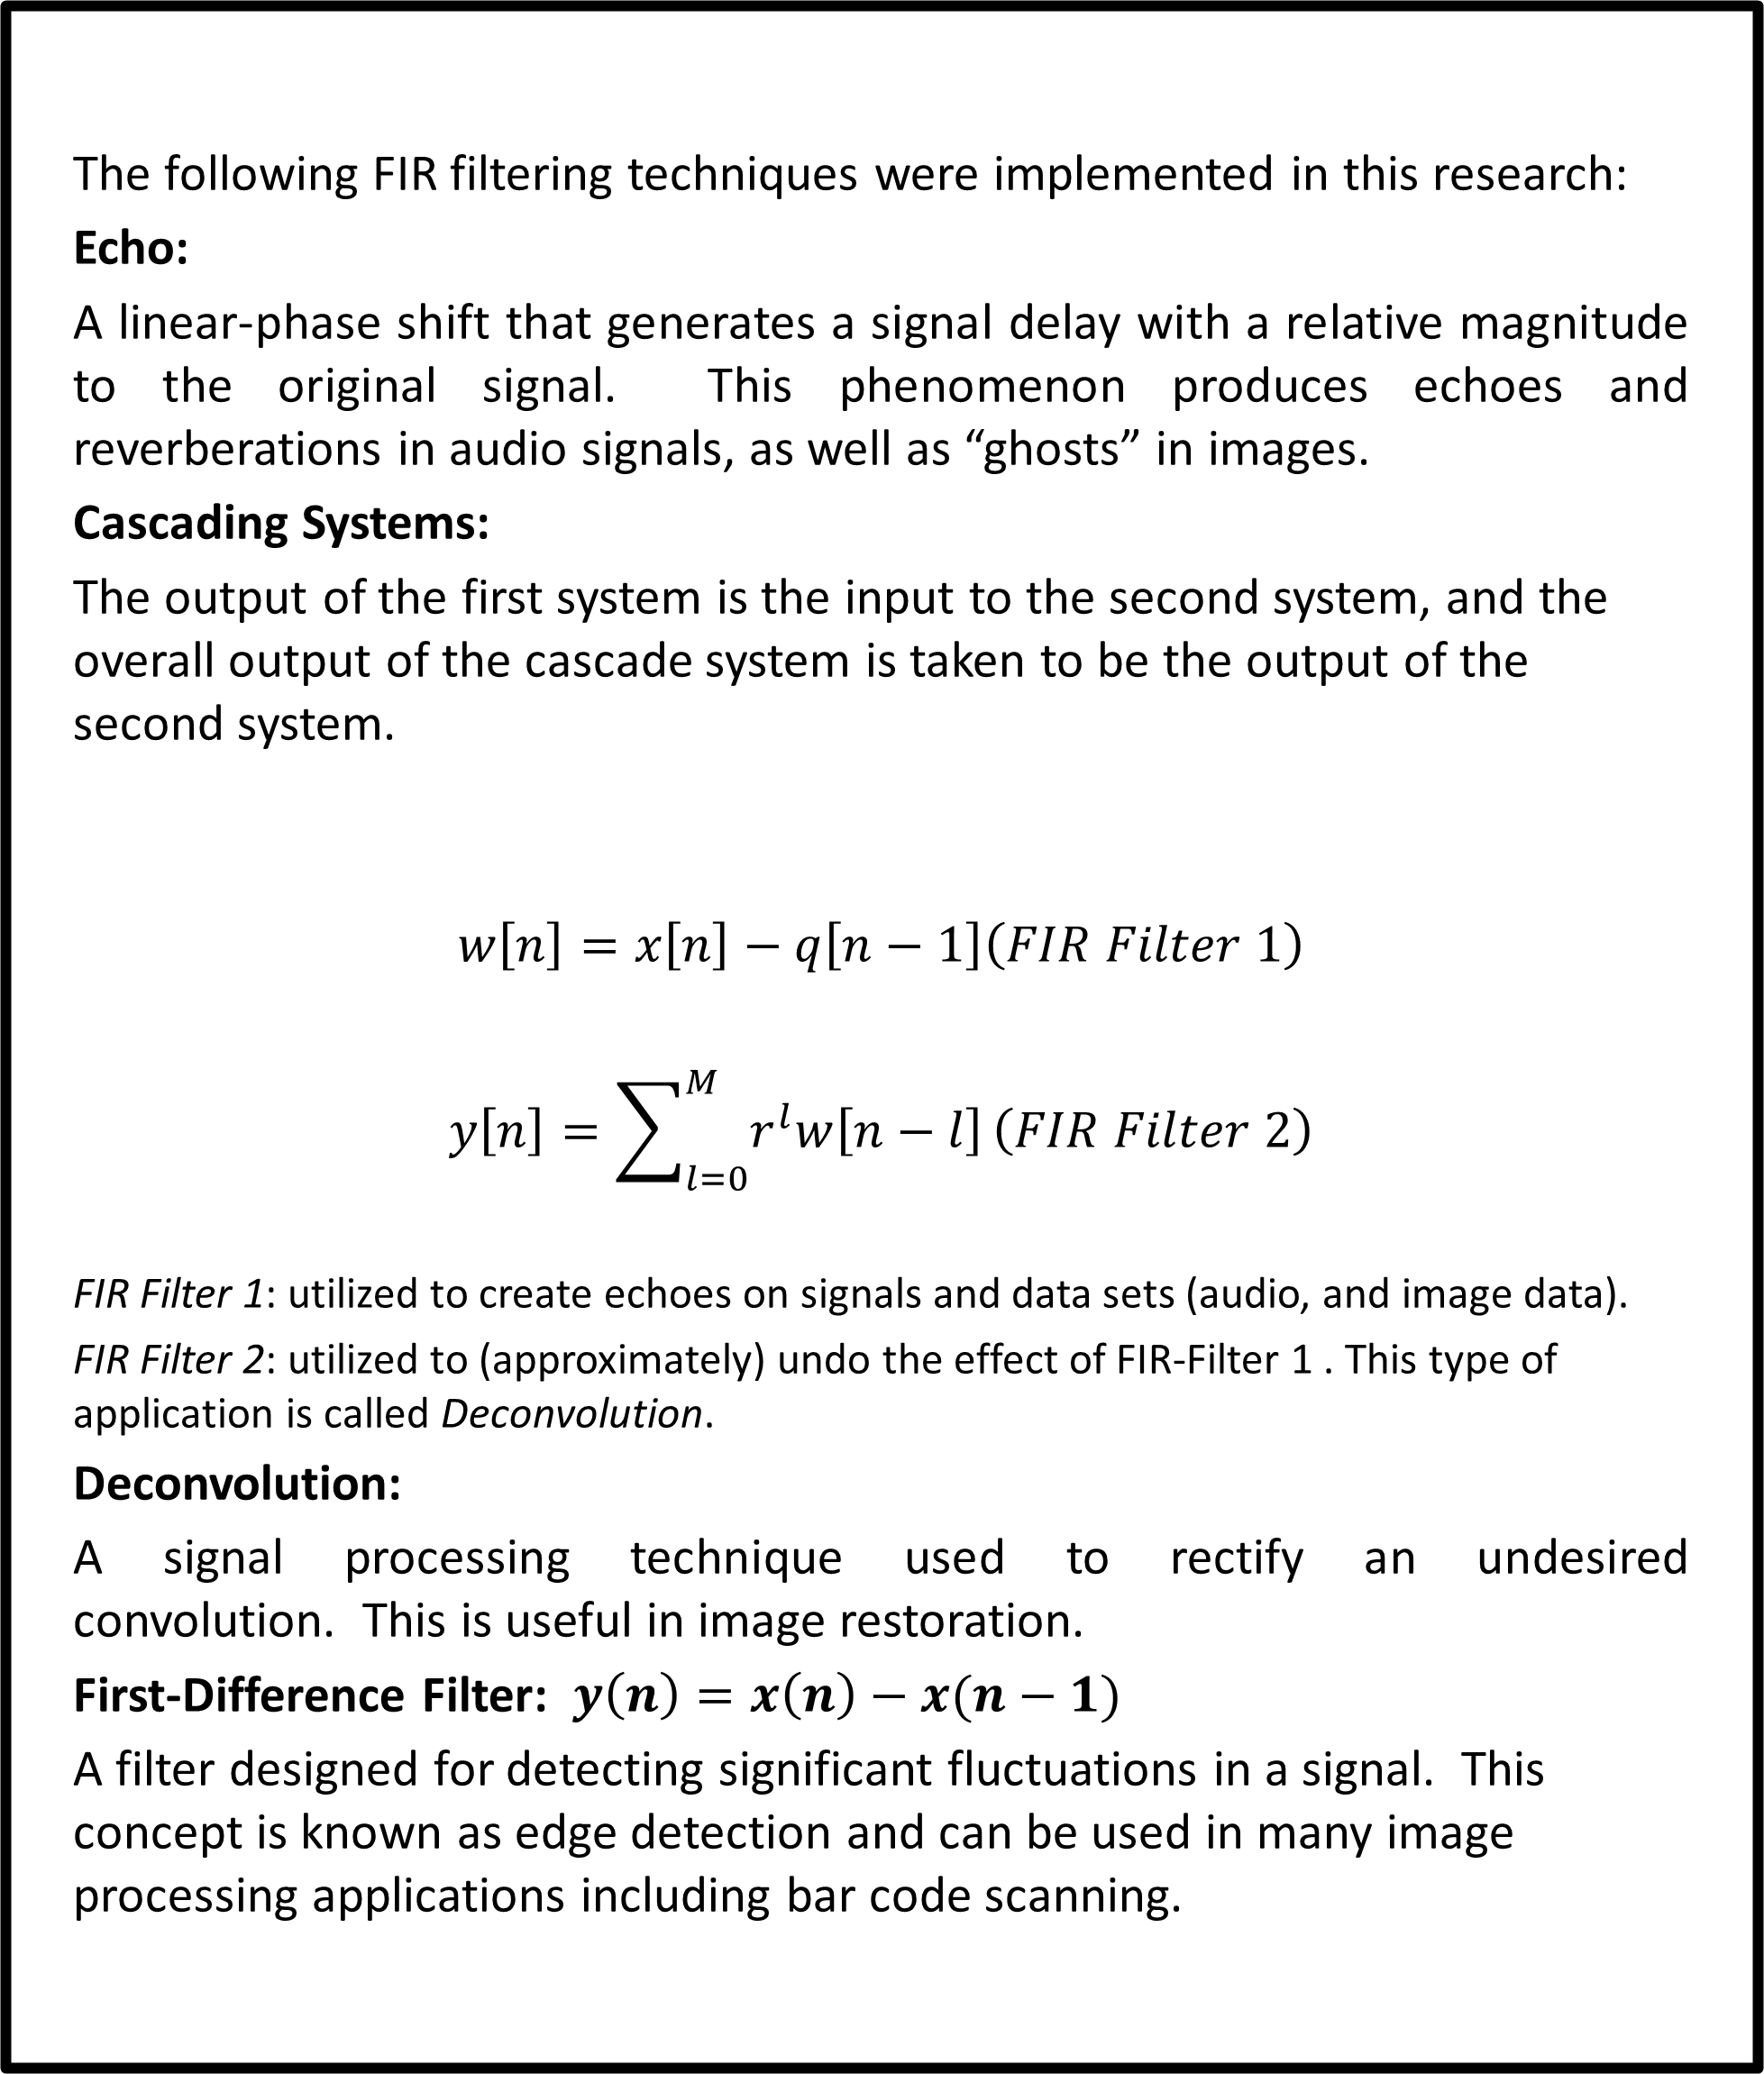 The following FIR filtering techniques were implemented in this research:
Echo:
A linear-phase shift that generates a signal delay with a relative magnitude
to the original signal.  This phenomenon produces echoes and
reverberations in audio signals, as well as “ghosts” in images.
Cascading Systems:
The output of the first system is the input to the second system, and the
overall output of the cascade system is taken to be the output of the
second system.
w[n] = x[n] − q[n − 1](FIR Filter 1)
y[n] = ∑_{l=0}^{M} r^l w[n − l] (FIR Filter 2)
FIR Filter 1: utilized to create echoes on signals and data sets (audio, and image data).
FIR Filter 2: utilized to (approximately) undo the effect of FIR-Filter 1 . This type of
application is called Deconvolution.
Deconvolution:
A signal processing technique used to rectify an undesired
convolution.  This is useful in image restoration.
First-Difference Filter:  y(n) = x(n) − x(n − 1)
A filter designed for detecting significant fluctuations in a signal.  This
concept is known as edge detection and can be used in many image
processing applications including bar code scanning.